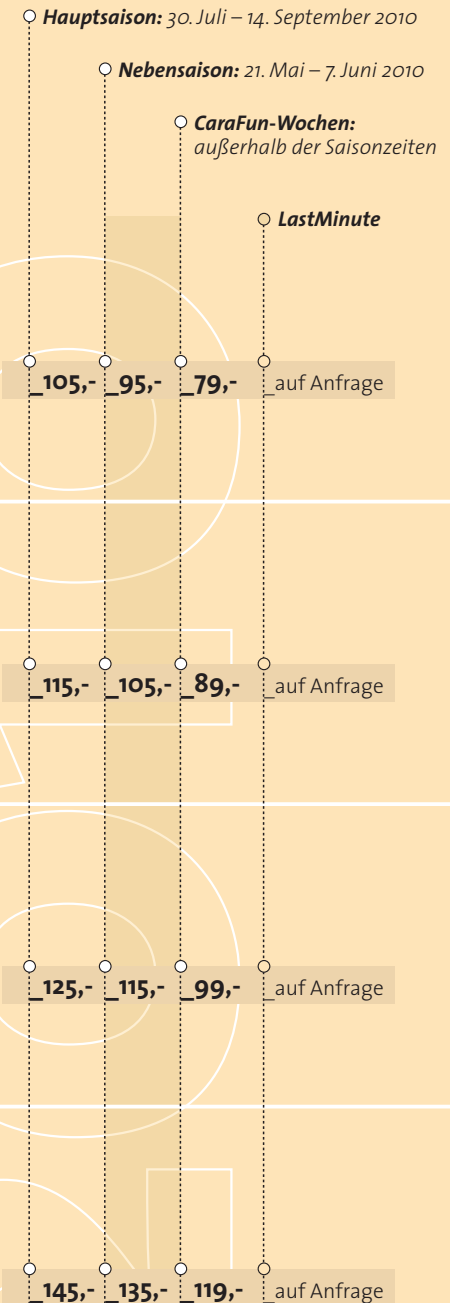 Hauptsaison: 30. Juli – 14. September 2010
Nebensaison: 21. Mai – 7. Juni 2010
CaraFun-Wochen:
außerhalb der Saisonzeiten
LastMinute
_105,- _95,- _79,- _auf Anfrage
_115,- _105,- _89,- _auf Anfrage
_125,- _115,- _99,- _auf Anfrage
_145,- _135,- _119,- _auf Anfrage